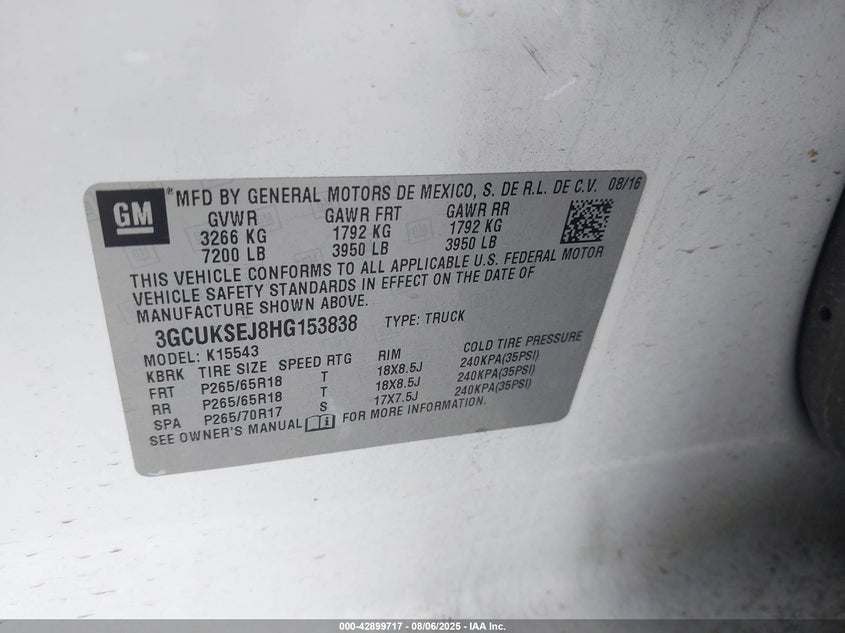 GM
MFD BY GENERAL MOTORS DE MEXICO, S. DE R.L. DE C.V. 08/16
GVWR GAWR FRT GAWR RR
3266 KG 1792 KG 1792 KG
7200 LB 3950 LB 3950 LB
THIS VEHICLE CONFORMS TO ALL APPLICABLE U.S. FEDERAL MOTOR
VEHICLE SAFETY STANDARDS IN EFFECT ON THE DATE OF
MANUFACTURE SHOWN ABOVE.
3GCUKSEJ8HG153838 TYPE: TRUCK
MODEL: K15543
KBRK TIRE SIZE SPEED RTG RIM COLD TIRE PRESSURE
FRT P265/65R18 T 18X8.5J 240KPA(35PSI)
RR P265/65R18 T 18X8.5J 240KPA(35PSI)
SPA P265/70R17 S 17X7.5J 240KPA(35PSI)
SEE OWNER'S MANUAL FOR MORE INFORMATION.
000-42899717 - 08/06/2025 - IAA Inc.